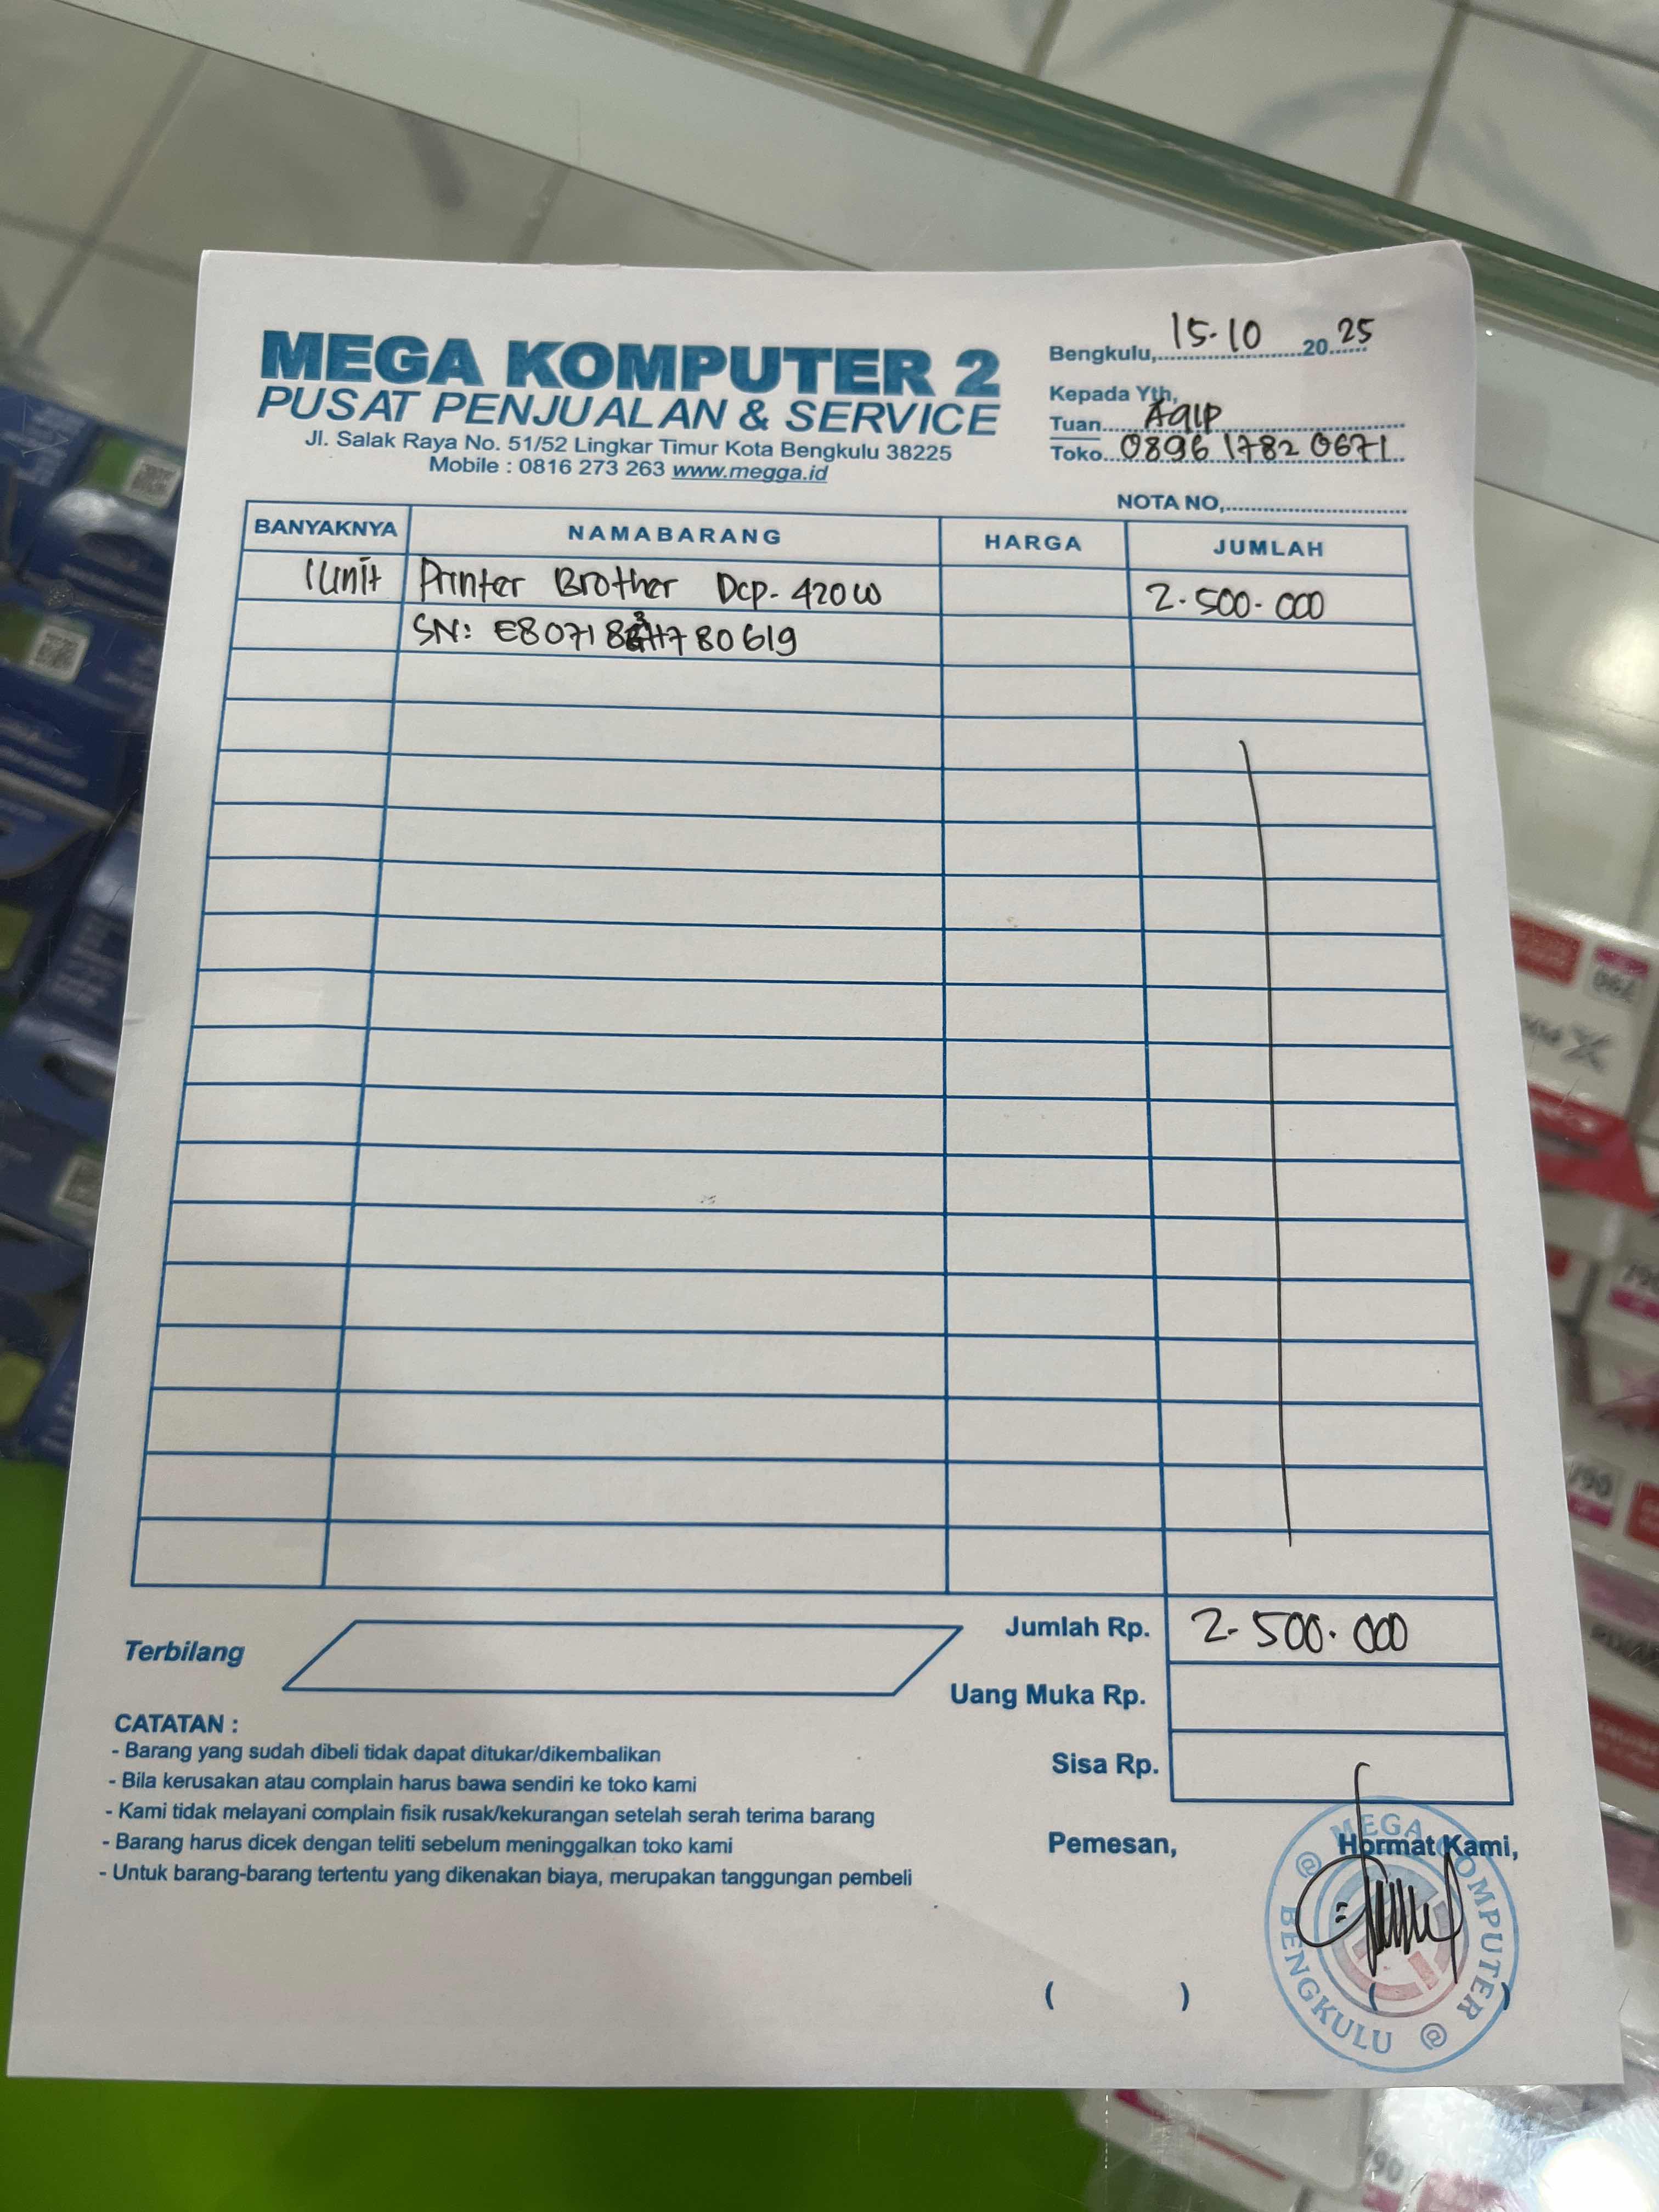 MEGA KOMPUTER 2
PUSAT PENJUALAN & SERVICE
Jl. Salak Raya No. 51/52 Lingkar Timur Kota Bengkulu 38225
Mobile : 0816 273 263 www.megga.id
Bengkulu, 15-10 20 25
Kepada Yth,
Tuan Aqip
Toko 0896 1782 0671
NOTA NO,
BANYAKNYA NAMABARANG HARGA JUMLAH
1 Unit Printer Brother Dcp-420W 2.500.000
SN:
Jumlah Rp. 2.500.000
Terbilang
Uang Muka Rp.
Sisa Rp.
CATATAN :
- Barang yang sudah dibeli tidak dapat ditukar/dikembalikan
- Bila kerusakan atau complain harus bawa sendiri ke toko kami
- Kami tidak melayani complain fisik rusak/kekurangan setelah serah terima barang
- Barang harus dicek dengan teliti sebelum meninggalkan toko kami
- Untuk barang-barang tertentu yang dikenakan biaya, merupakan tanggungan pembeli
Pemesan, Hormat Kami,
( ) ( )
@ MEGA KOMPUTER @ BENGKULU